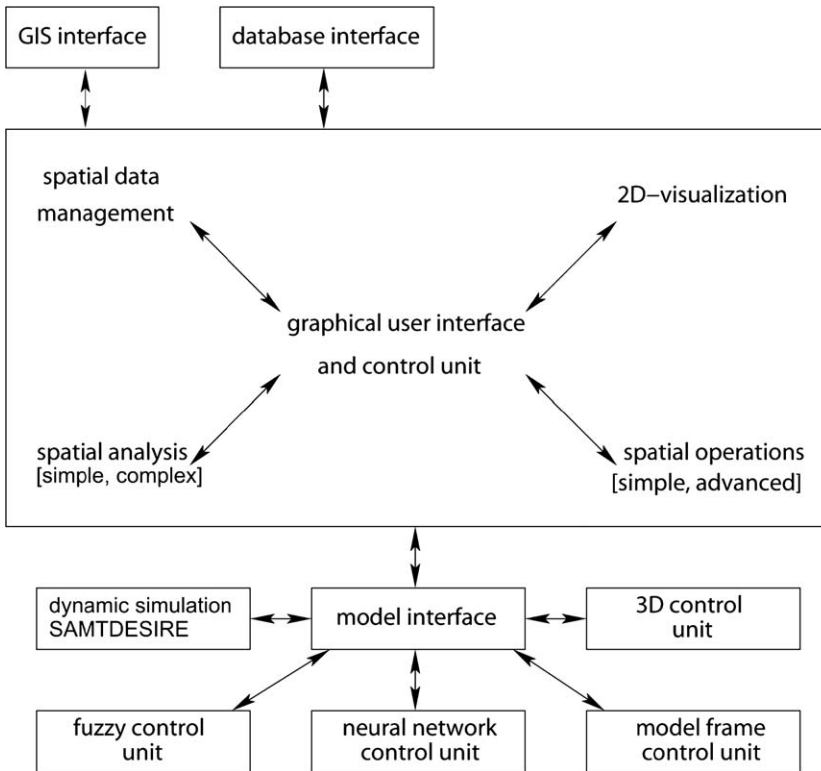 GIS interface
database interface
spatial data
management
2D−visualization
graphical user interface
and control unit
spatial analysis
[simple, complex]
spatial operations
[simple, advanced]
dynamic simulation
SAMTDESIRE
model interface
3D control
unit
fuzzy control
unit
neural network
control unit
model frame
control unit